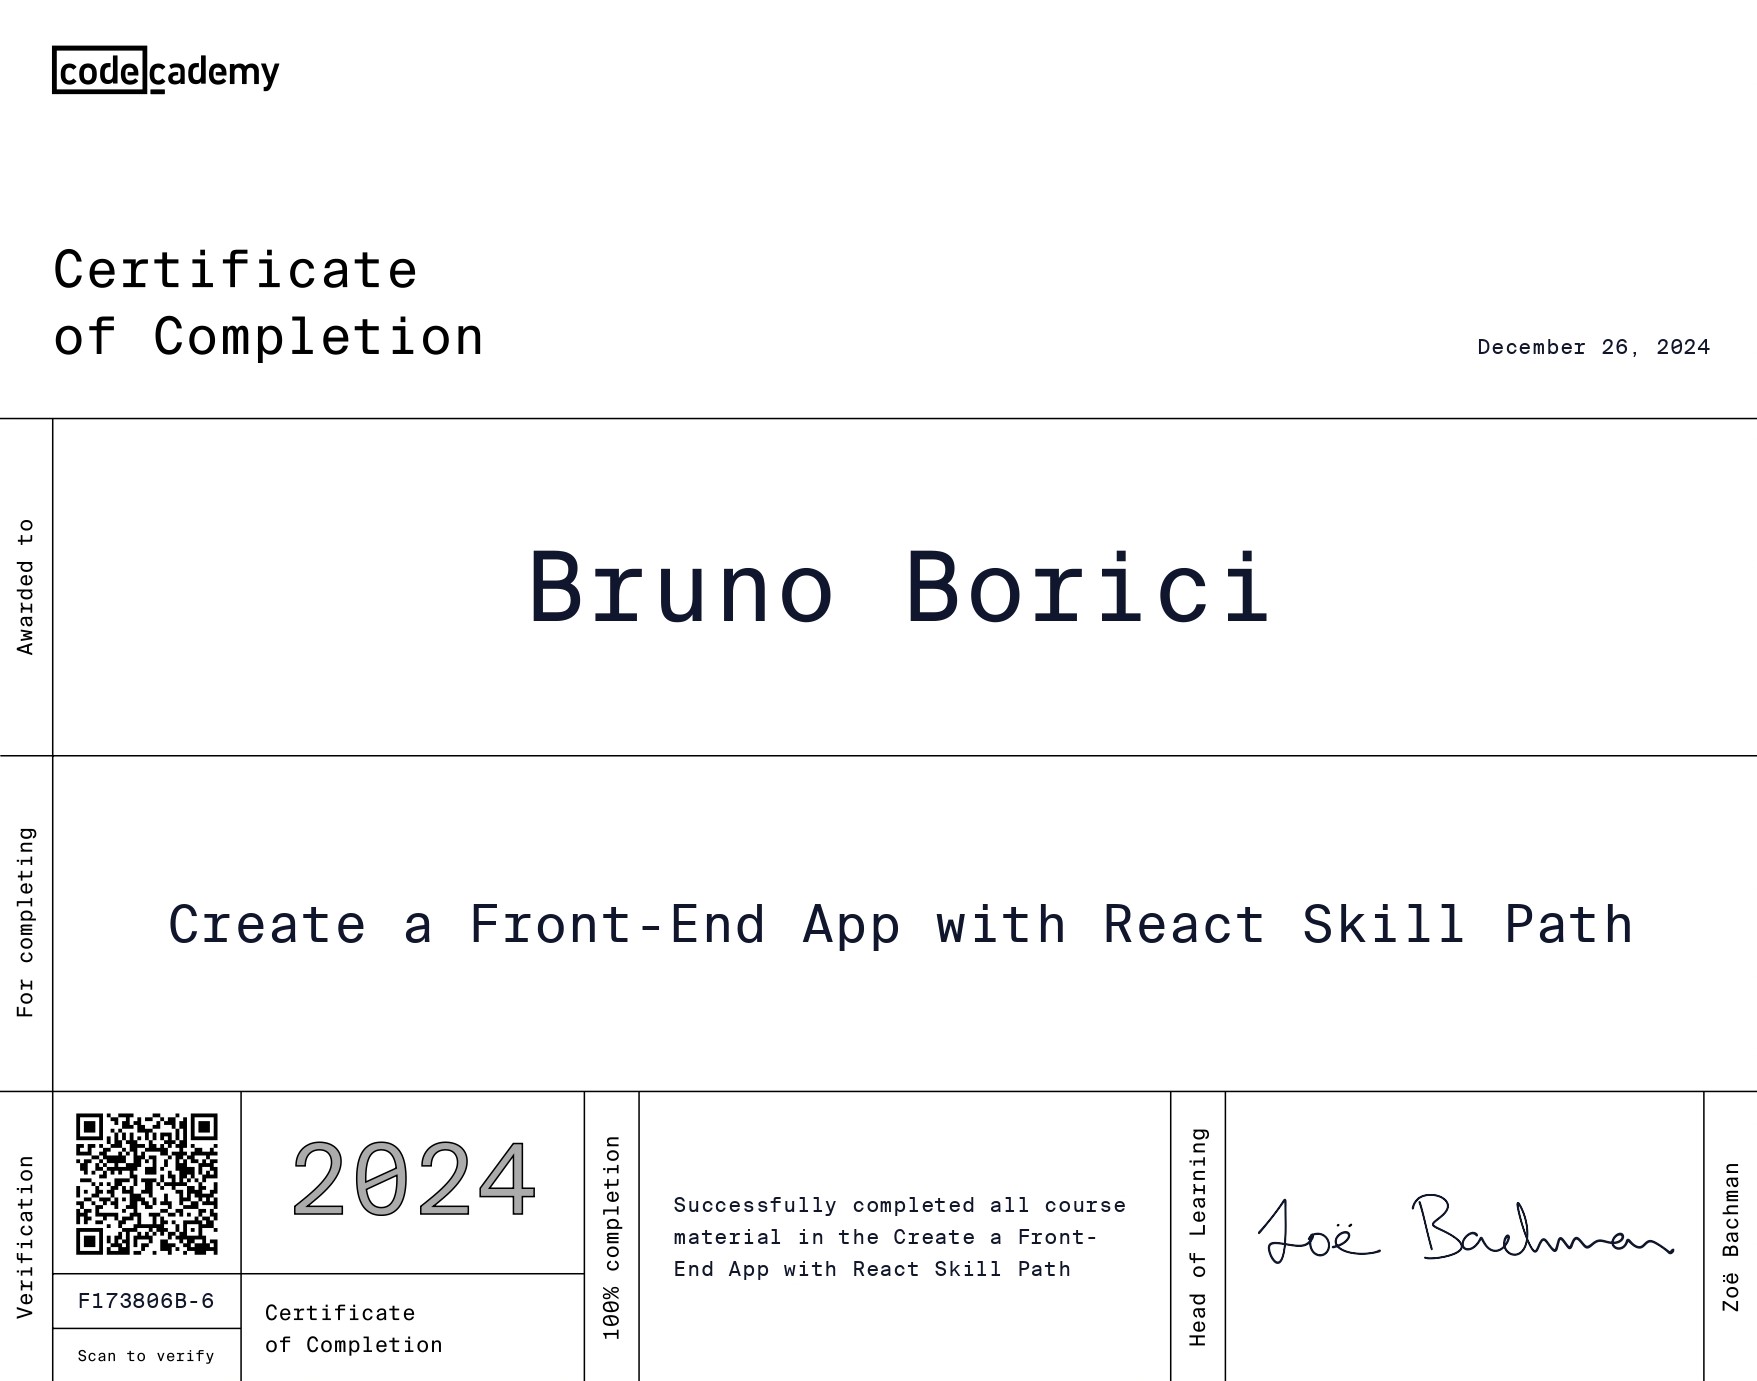 codecademy
Certificate
of Completion
December 26, 2024
Awarded to
Bruno Borici
For completing
Create a Front-End App with React Skill Path
Verification
F173806B-6
Scan to verify
2024
Certificate
of Completion
100% completion
Successfully completed all course
material in the Create a Front-
End App with React Skill Path
Head of Learning
Zoë Bachman
Zoë Bachman